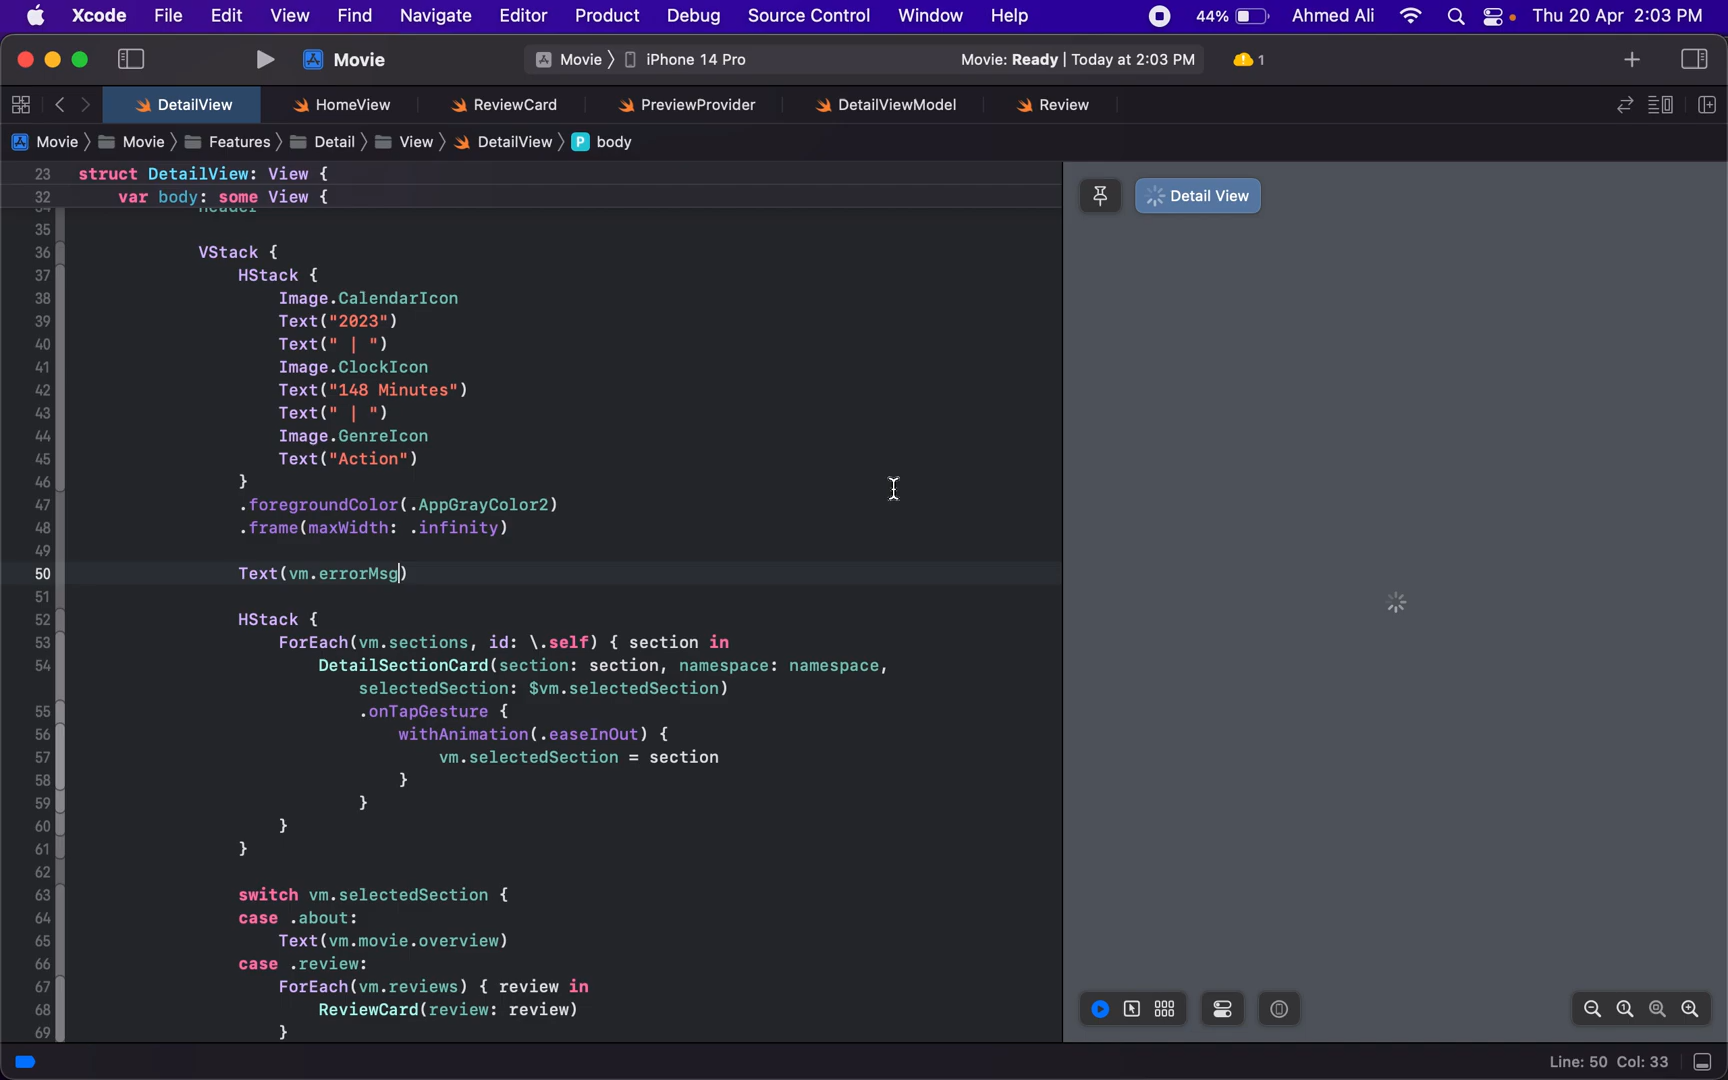 Xcode File Edit View Find Navigate Editor Product Debug Source Control Window Help 44% Ahmed Ali Thu 20 Apr 2:03 PM
Movie Movie 〉 iPhone 14 Pro Movie: Ready | Today at 2:03 PM 1
DetailView HomeView ReviewCard PreviewProvider DetailViewModel Review
Movie 〉 Movie 〉 Features 〉 Detail 〉 View 〉 DetailView 〉 P body
23 struct DetailView: View {
32 var body: some View {
34 header
35
36 VStack {
37 HStack {
38 Image.CalendarIcon
39 Text("2023")
40 Text(" | ")
41 Image.ClockIcon
42 Text("148 Minutes")
43 Text(" | ")
44 Image.GenreIcon
45 Text("Action")
46 }
47 .foregroundColor(.AppGrayColor2)
48 .frame(maxWidth: .infinity)
49
50 Text(vm.errorMsg)
51
52 HStack {
53 ForEach(vm.sections, id: \.self) { section in
54 DetailSectionCard(section: section, namespace: namespace,
selectedSection: $vm.selectedSection)
55 .onTapGesture {
56 withAnimation(.easeInOut) {
57 vm.selectedSection = section
58 }
59 }
60 }
61 }
62
63 switch vm.selectedSection {
64 case .about:
65 Text(vm.movie.overview)
66 case .review:
67 ForEach(vm.reviews) { review in
68 ReviewCard(review: review)
69 }
Detail View
Line: 50 Col: 33